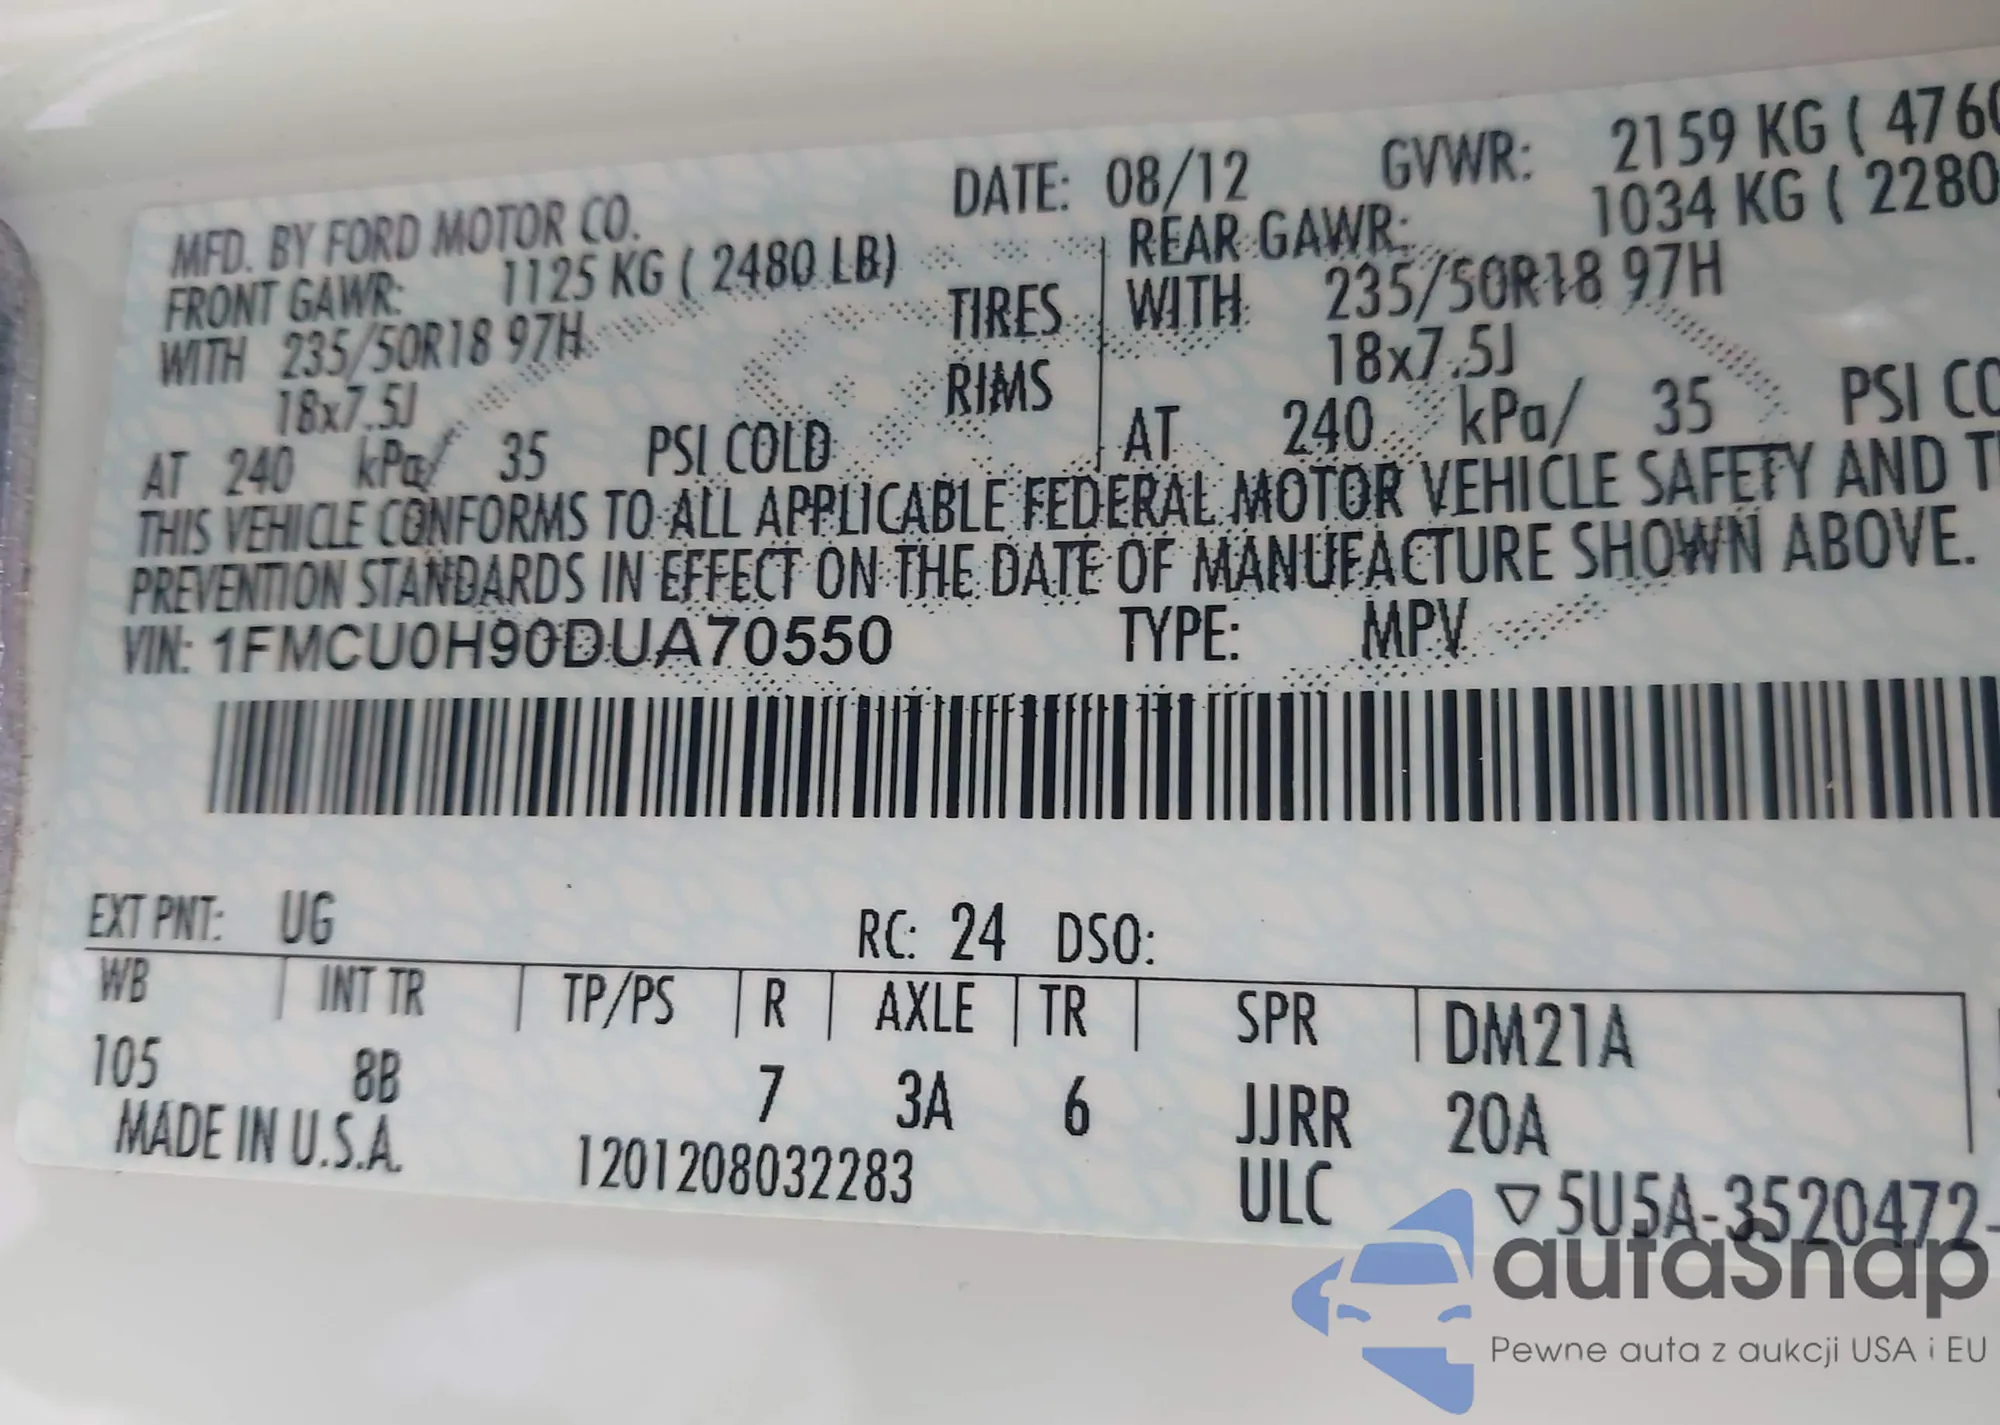 MFD. BY FORD MOTOR CO. DATE: 08/12 GVWR: 2159 KG ( 4760
FRONT GAWR: 1125 KG ( 2480 LB) REAR GAWR: 1034 KG ( 2280
WITH 235/50R18 97H TIRES WITH 235/50R18 97H
18x7.5J RIMS 18x7.5J
AT 240 kPa/ 35 PSI COLD AT 240 kPa/ 35 PSI CO
THIS VEHICLE CONFORMS TO ALL APPLICABLE FEDERAL MOTOR VEHICLE SAFETY AND T
PREVENTION STANDARDS IN EFFECT ON THE DATE OF MANUFACTURE SHOWN ABOVE.
VIN: 1FMCU0H90DUA70550 TYPE: MPV
EXT PNT: UG RC: 24 DSO:
WB INT TR TP/PS R AXLE TR SPR DM21A
105 8B 7 3A 6 JJRR 20A
MADE IN U.S.A. 1201208032283 ULC ▽5U5A-3520472-
autasnap
Pewne auta z aukcji USA i EU